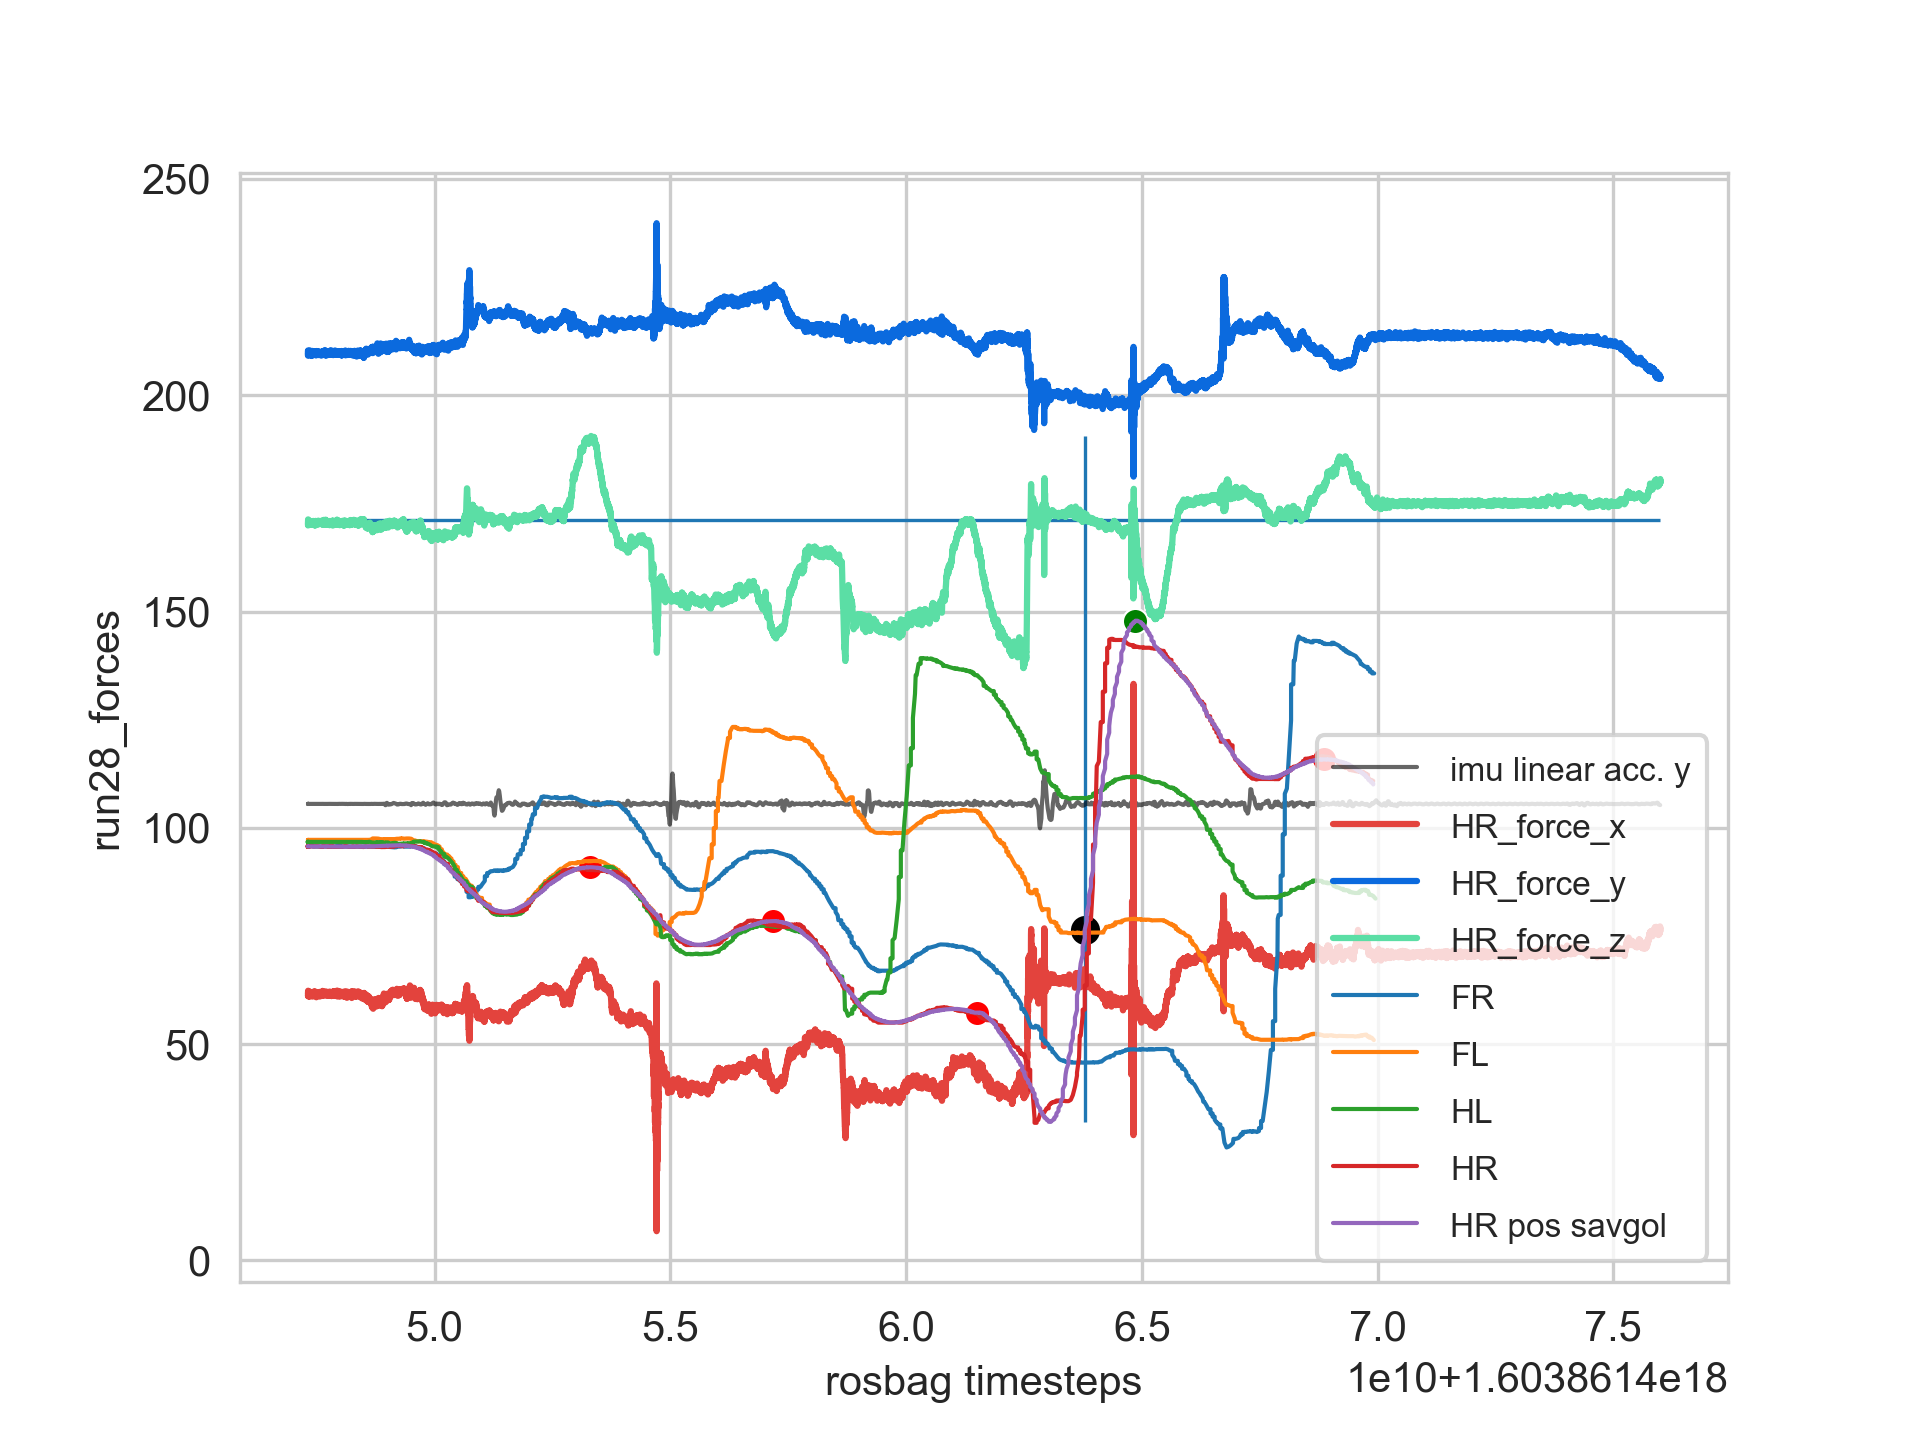 250
200
150
100
50
0
run28_forces
imu linear acc. y
HR_force_x
HR_force_y
HR_force_z
FR
FL
HL
HR
HR pos savgol
5.0 5.5 6.0 6.5 7.0 7.5
rosbag timesteps
1e10+1.6038614e18